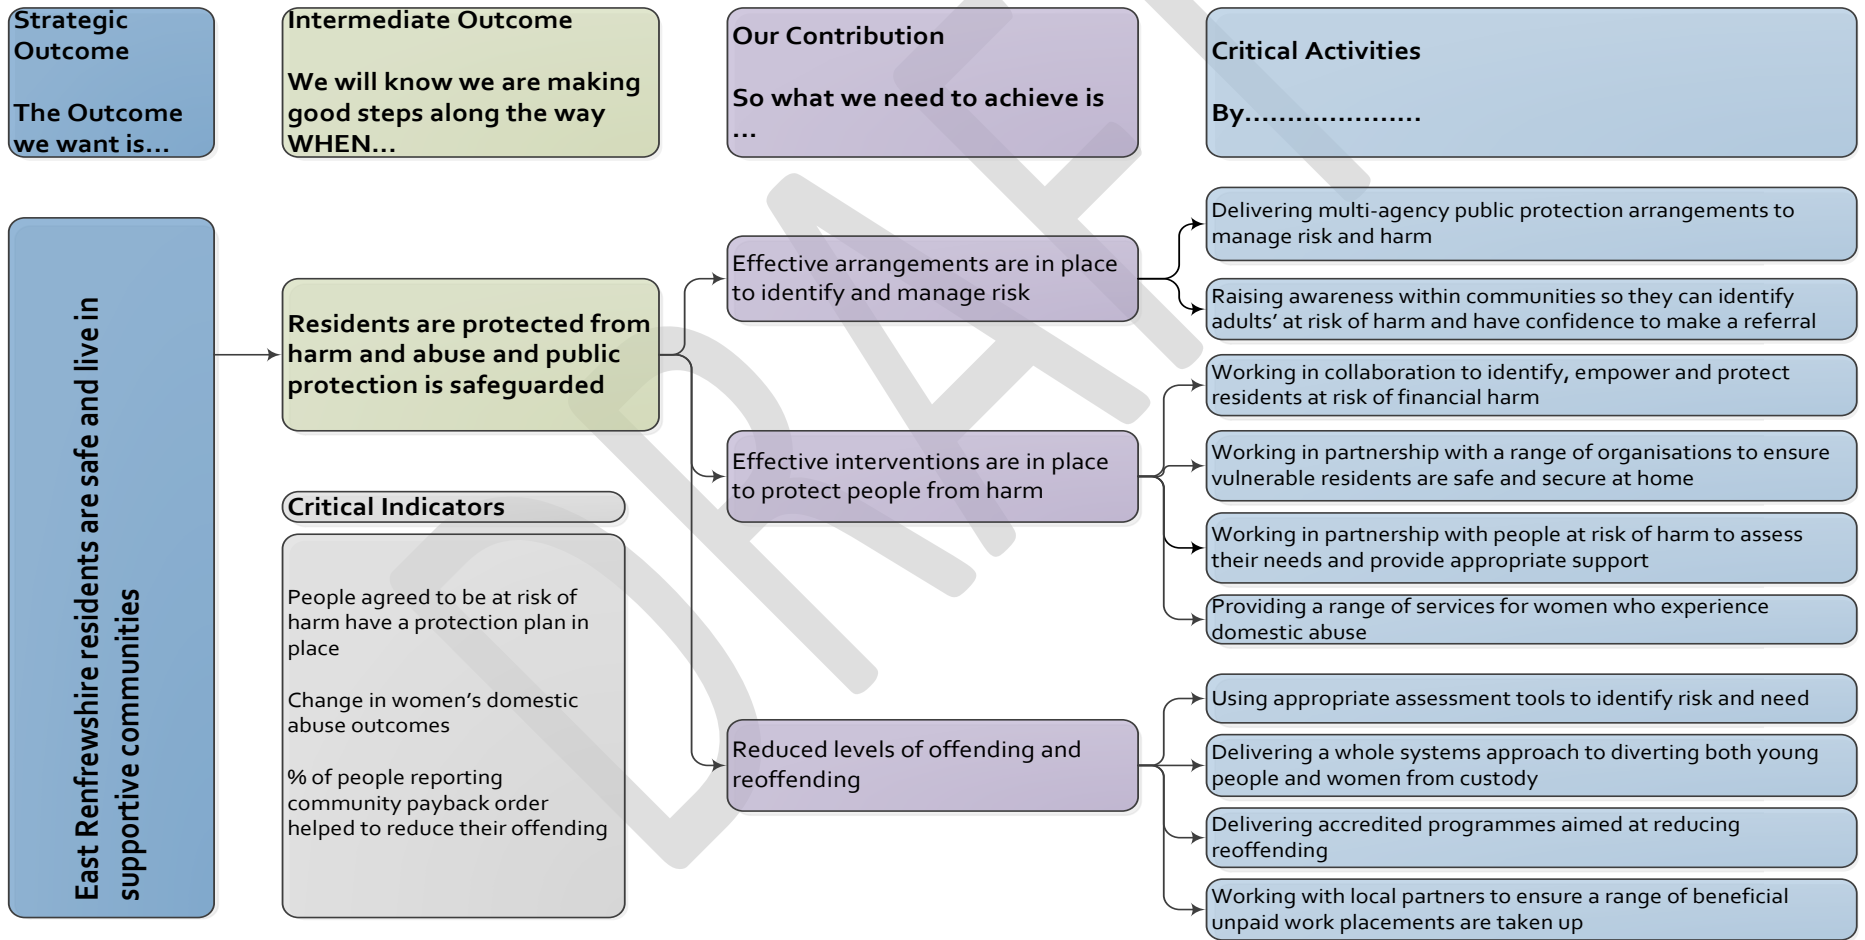 Strategic
Outcome
The Outcome
we want is...
Intermediate Outcome
We will know we are making
good steps along the way
WHEN...
Our Contribution
So what we need to achieve is
...
Critical Activities
By.....................
East Renfrewshire residents are safe and live in
supportive communities
Residents are protected from
harm and abuse and public
protection is safeguarded
Critical Indicators
People agreed to be at risk of
harm have a protection plan in
place
Change in women's domestic
abuse outcomes
% of people reporting
community payback order
helped to reduce their offending
Effective arrangements are in place
to identify and manage risk
Effective interventions are in place
to protect people from harm
Reduced levels of offending and
reoffending
Delivering multi-agency public protection arrangements to
manage risk and harm
Raising awareness within communities so they can identify
adults' at risk of harm and have confidence to make a referral
Working in collaboration to identify, empower and protect
residents at risk of financial harm
Working in partnership with a range of organisations to ensure
vulnerable residents are safe and secure at home
Working in partnership with people at risk of harm to assess
their needs and provide appropriate support
Providing a range of services for women who experience
domestic abuse
Using appropriate assessment tools to identify risk and need
Delivering a whole systems approach to diverting both young
people and women from custody
Delivering accredited programmes aimed at reducing
reoffending
Working with local partners to ensure a range of beneficial
unpaid work placements are taken up
DRAFT